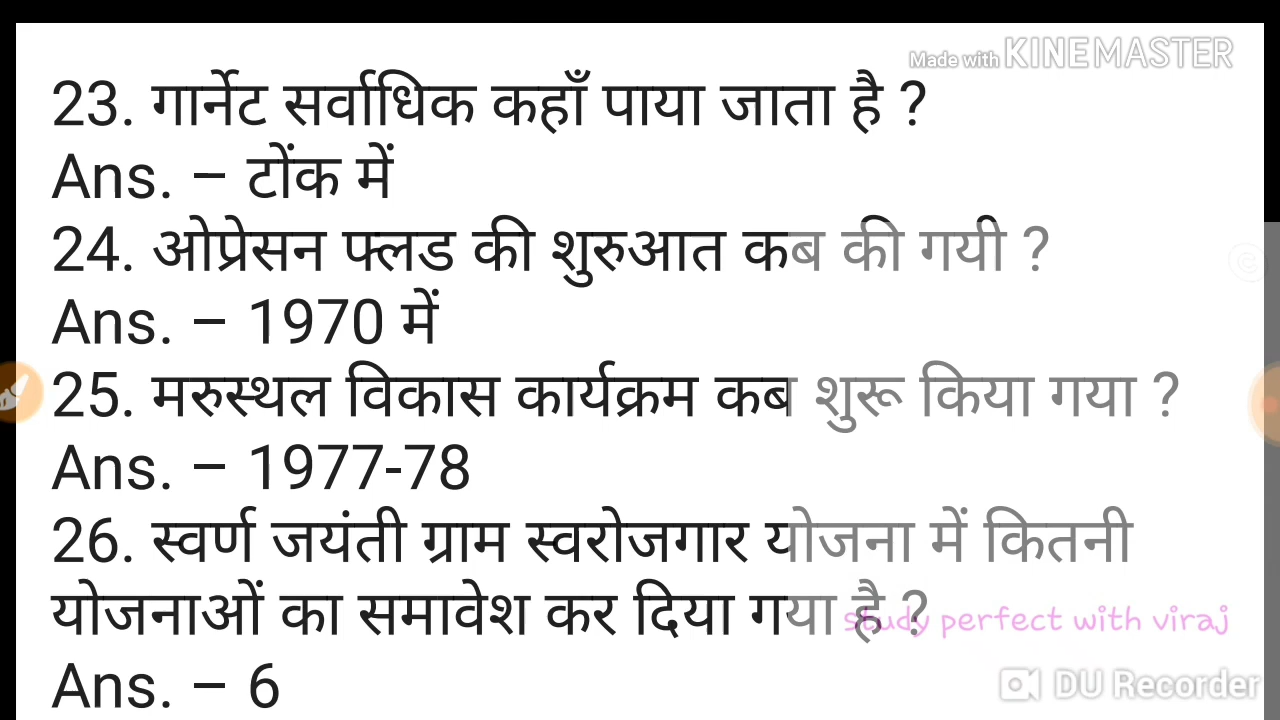 Made with KINEMASTER
23. गार्नेट सर्वाधिक कहाँ पाया जाता है ?
Ans. – टोंक में
24. ओप्रेसन फ्लड की शुरुआत कब की गयी ?
Ans. – 1970 में
25. मरुस्थल विकास कार्यक्रम कब शुरू किया गया ?
Ans. – 1977-78
26. स्वर्ण जयंती ग्राम स्वरोजगार योजना में कितनी
योजनाओं का समावेश कर दिया गया है ?
study perfect with viraj
Ans. – 6
DU Recorder